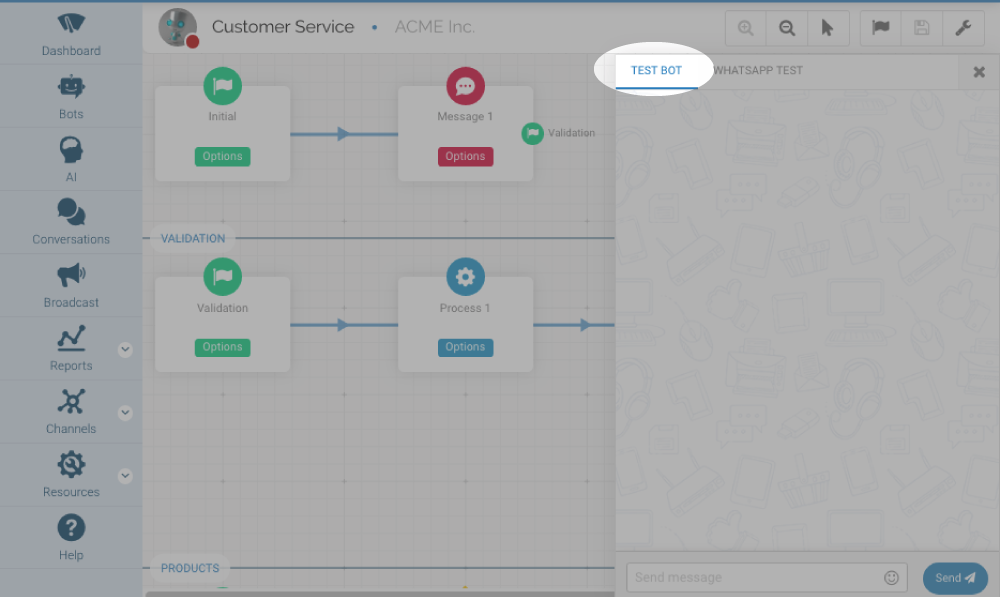 Dashboard
Bots
AI
Conversations
Broadcast
Reports
Channels
Resources
Help
Customer Service • ACME Inc.
Initial
Options
Message 1
Options
Validation
VALIDATION
Validation
Options
Process 1
Options
PRODUCTS
TEST BOT
WHATSAPP TEST
Send message
Send